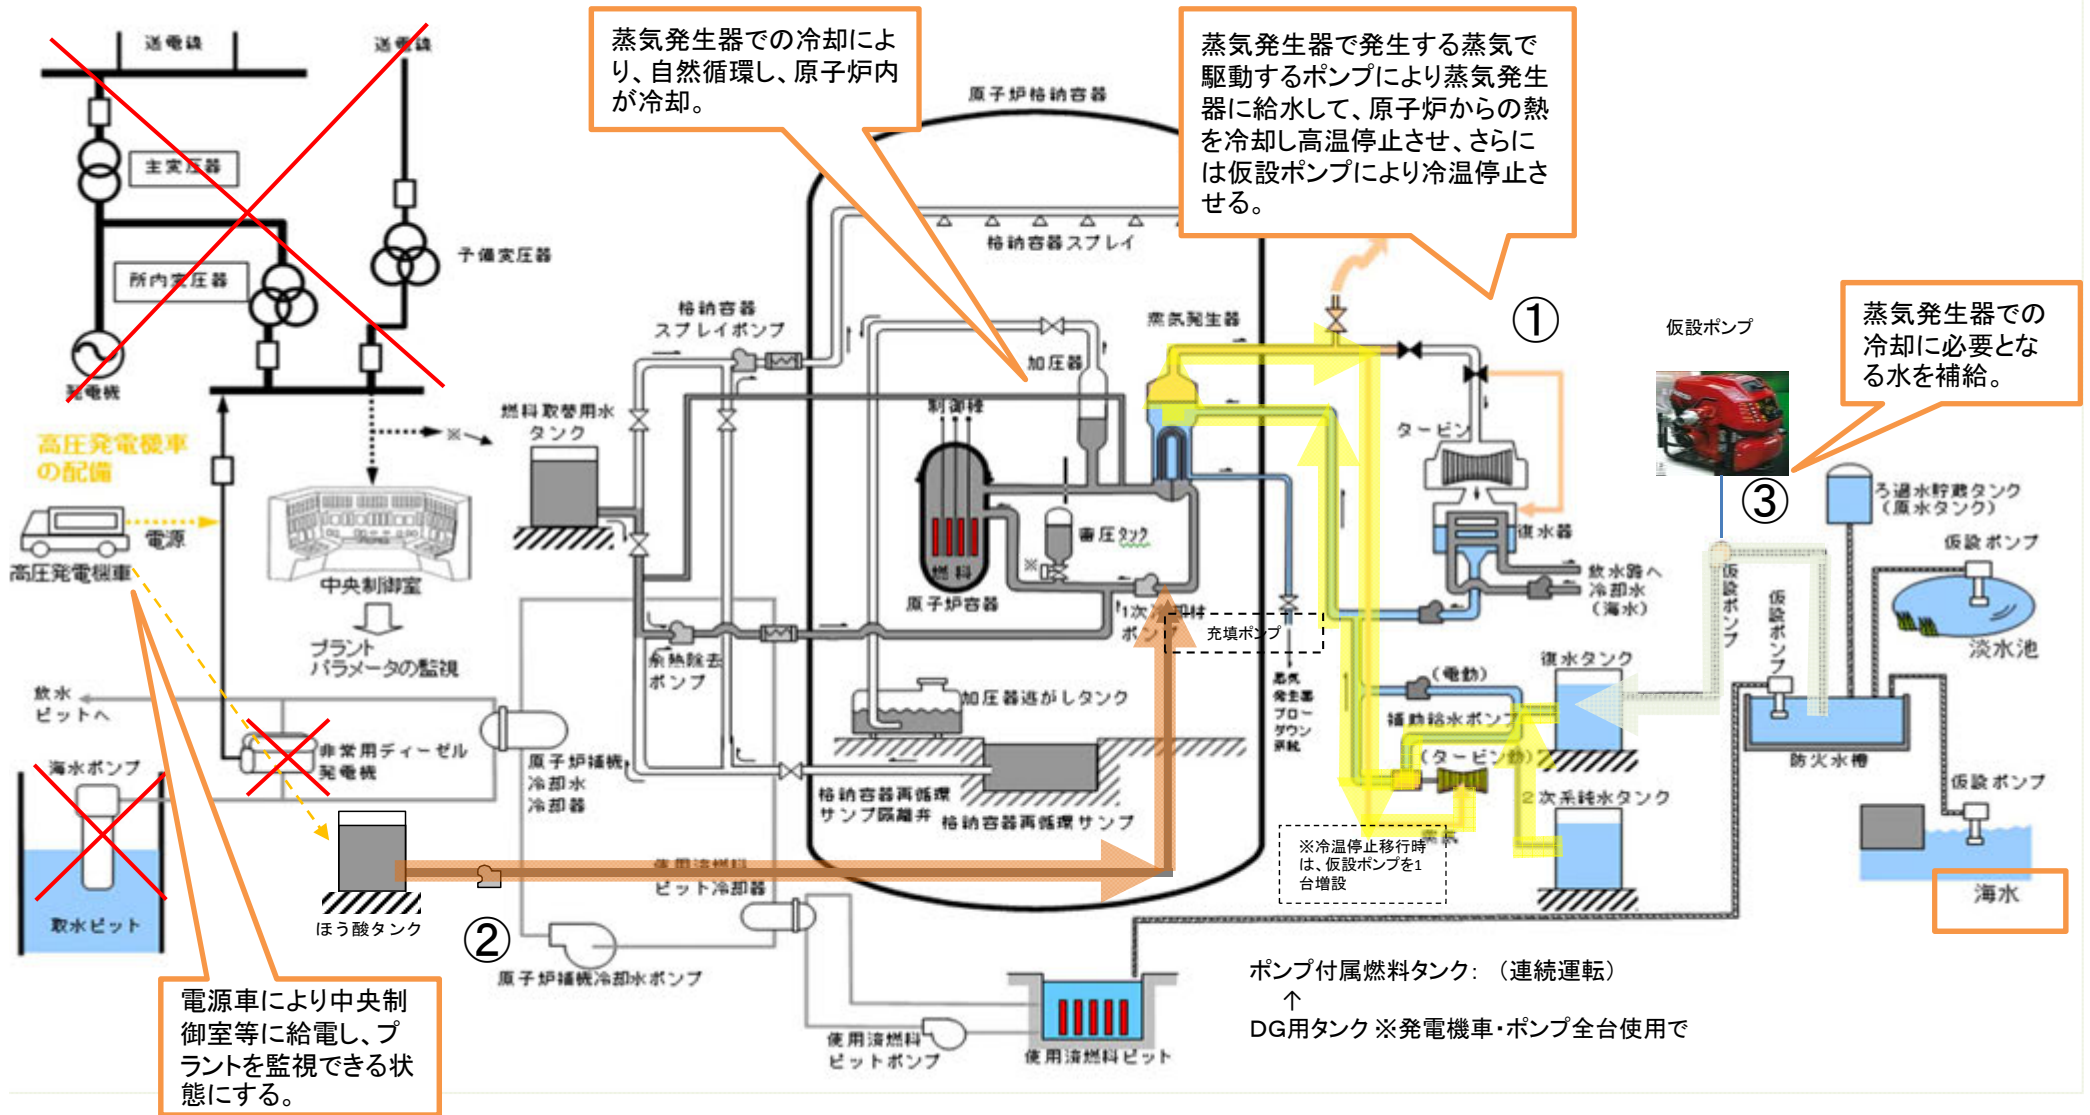 送電線
送電線
主変圧器
所内変圧器
予備変圧器
発電機
高圧発電機車
の配備
電源
高圧発電機車
※
中央制御室
プラント
パラメータの監視
放水
ピットへ
非常用ディーゼル
発電機
海水ポンプ
取水ピット
ほう酸タンク
②
電源車により中央制
御室等に給電し、プ
ラントを監視できる状
態にする。
蒸気発生器での冷却によ
り、自然循環し、原子炉内
が冷却。
原子炉格納容器
格納容器スプレイ
格納容器
スプレイポンプ
燃料取替用水
タンク
加圧器
蒸気発生器
制御棒
燃料
原子炉容器
蓄圧タンク
※
1次冷却材
ポンプ
充填ポンプ
余熱除去
ポンプ
加圧器逃がしタンク
原子炉補機
冷却水
冷却器
格納容器再循環
サンプ隔離弁
格納容器再循環サンプ
使用済燃料
ピット冷却器
原子炉補機冷却水ポンプ
使用済燃料
ピットポンプ
使用済燃料ピット
蒸気発生器で発生する蒸気で
駆動するポンプにより蒸気発生
器に給水して、原子炉からの熱
を冷却し高温停止させ、さらに
は仮設ポンプにより冷温停止さ
せる。
①
タービン
復水器
放水路へ
冷却水
（海水）
蒸気
発生器
ブロー
ダウン
系統
（電動）
補助給水ポンプ
（タービン動）
蒸気
復水タンク
2次系純水タンク
※冷温停止移行時
は、仮設ポンプを1
台増設
仮設ポンプ
③
蒸気発生器での
冷却に必要とな
る水を補給。
ろ過水貯蔵タンク
（原水タンク）
仮設ポンプ
淡水池
仮設ポンプ
仮設ポンプ
防火水槽
仮設ポンプ
海水
ポンプ付属燃料タンク：（連続運転）
↑
DG用タンク ※発電機車・ポンプ全台使用で